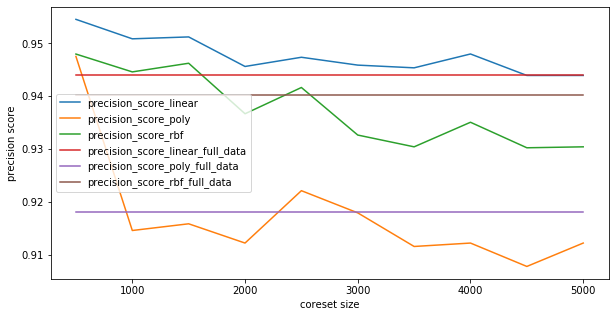 0.95
0.94
0.93
0.92
0.91
precision score
precision_score_linear
precision_score_poly
precision_score_rbf
precision_score_linear_full_data
precision_score_poly_full_data
precision_score_rbf_full_data
1000 2000 3000 4000 5000
coreset size